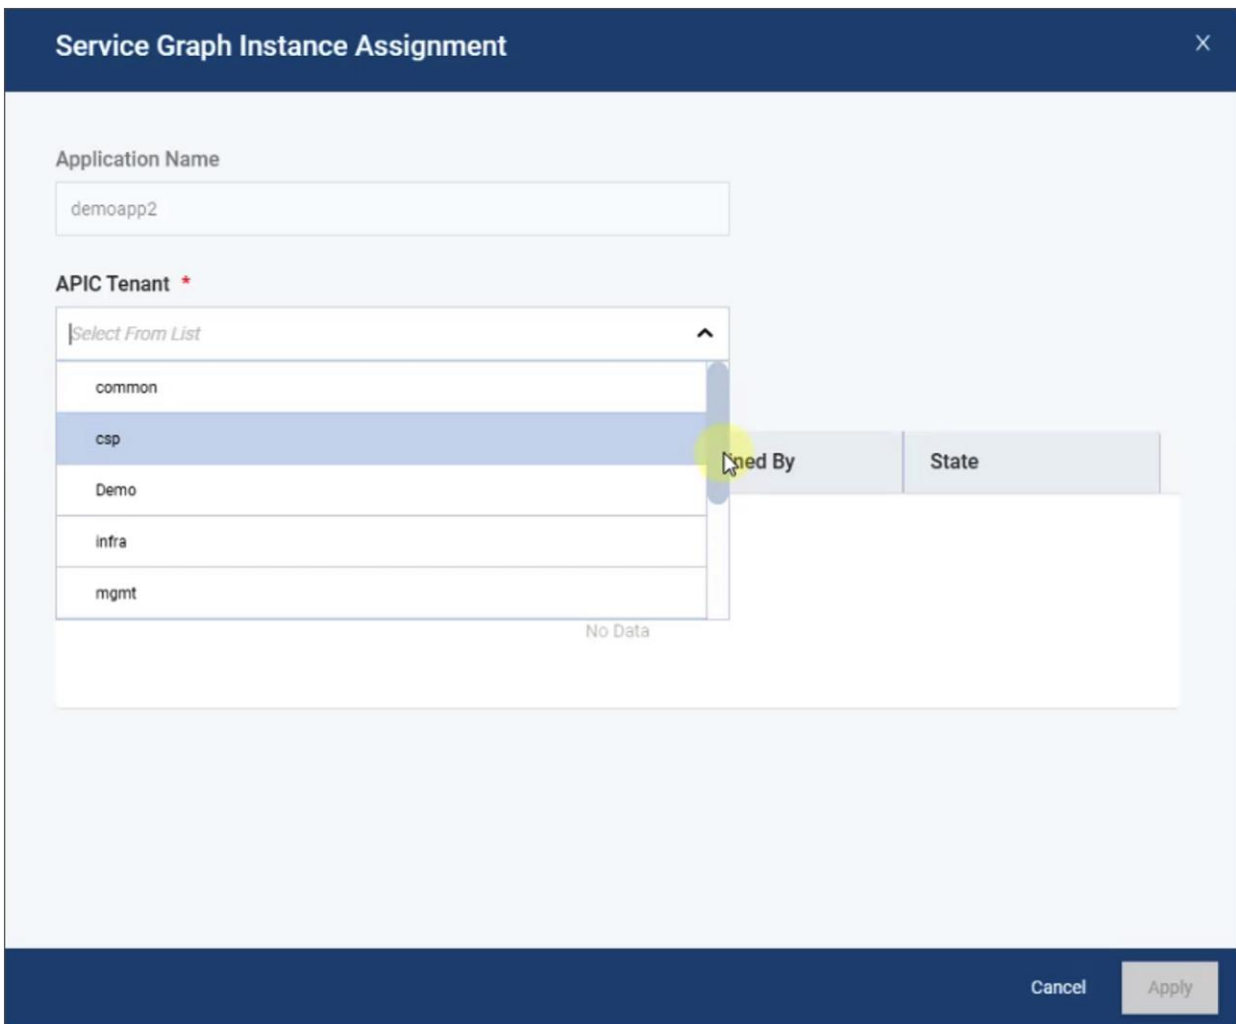 Service Graph Instance Assignment
X
Application Name
demoapp2
APIC Tenant *
Select From List
common
csp
Demo
infra
mgmt
By
State
No Data
Cancel
Apply